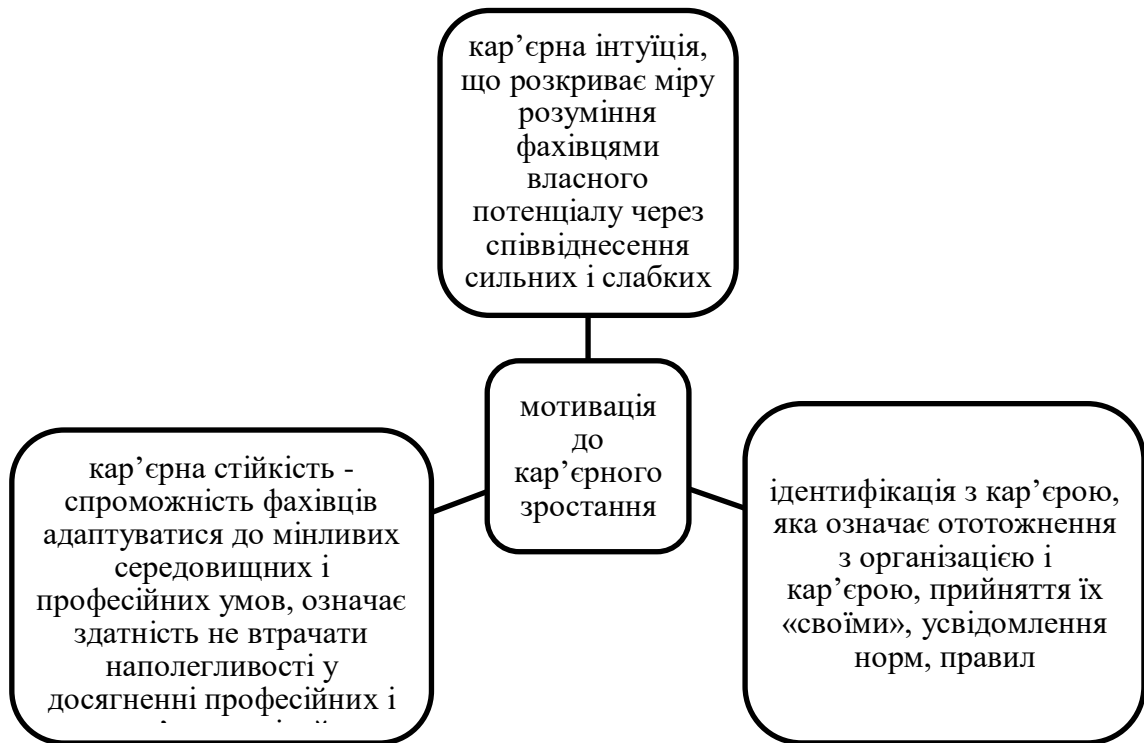 кар’єрна інтуїція,
що розкриває міру
розуміння
фахівцями
власного
потенціалу через
співвіднесення
сильних і слабких
мотивація
до
кар’єрного
зростання
кар’єрна стійкість -
спроможність фахівців
адаптуватися до мінливих
середовищних і
професійних умов, означає
здатність не втрачати
наполегливості у
досягненні професійних і
ідентифікація з кар’єрою,
яка означає ототожнення
з організацією і
кар’єрою, прийняття їх
«своїми», усвідомлення
норм, правил